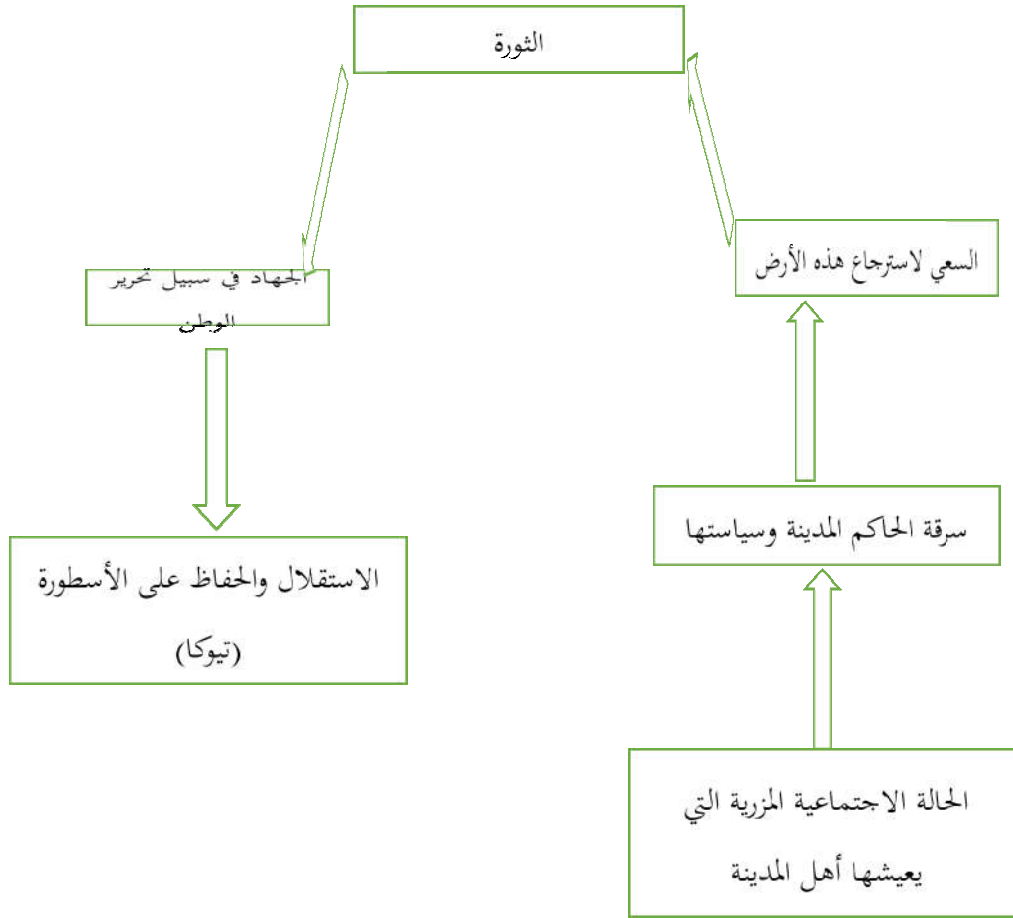 الثورة
السعي لاسترجاع هذه الأرض
الجهاد في سبيل تحرير
الوطن
سرقة الحاكم المدينة وسياستها
الاستقلال والحفاظ على الأسطورة
(تيوكا)
الحالة الاجتماعية المزرية التي
يعيشها أهل المدينة